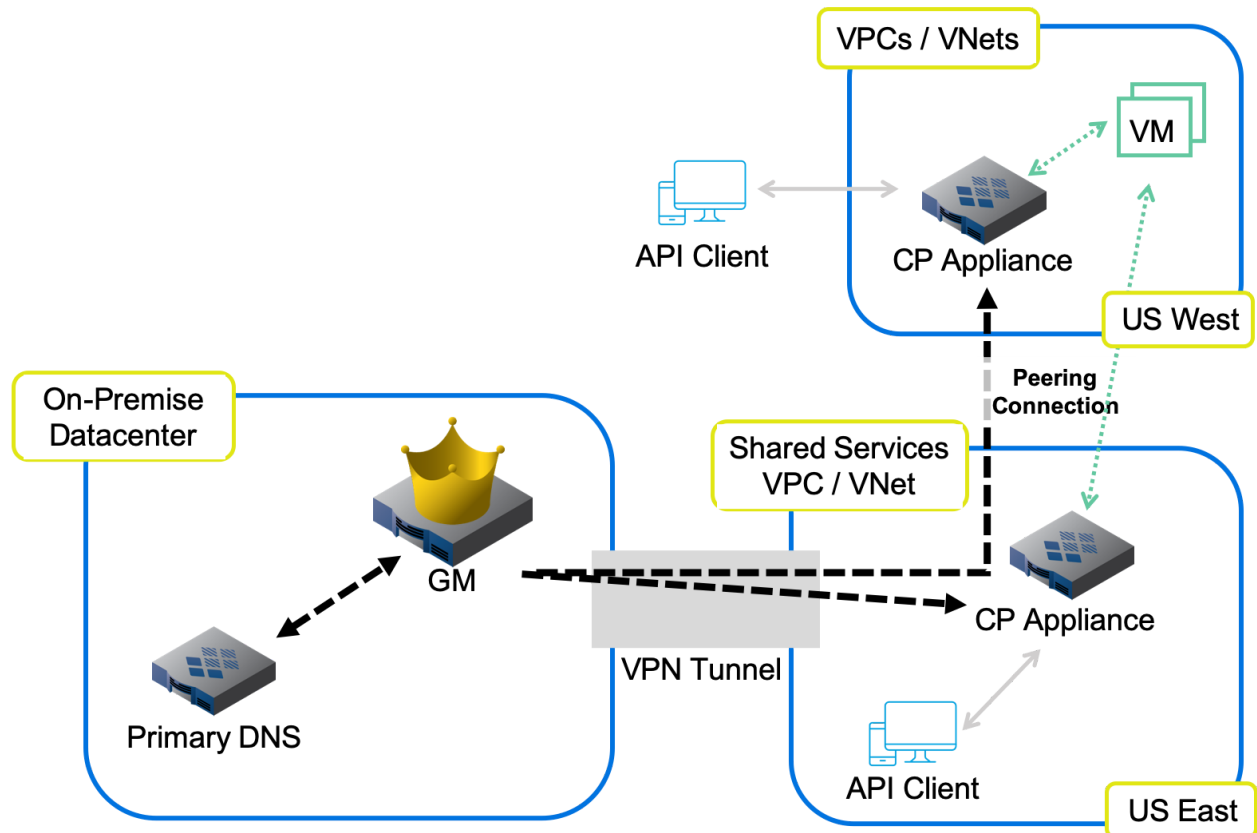 VPCs / VNets
VM
API Client
CP Appliance
US West
Peering
Connection
On-Premise
Datacenter
Shared Services
VPC / VNet
GM
CP Appliance
VPN Tunnel
Primary DNS
API Client
US East